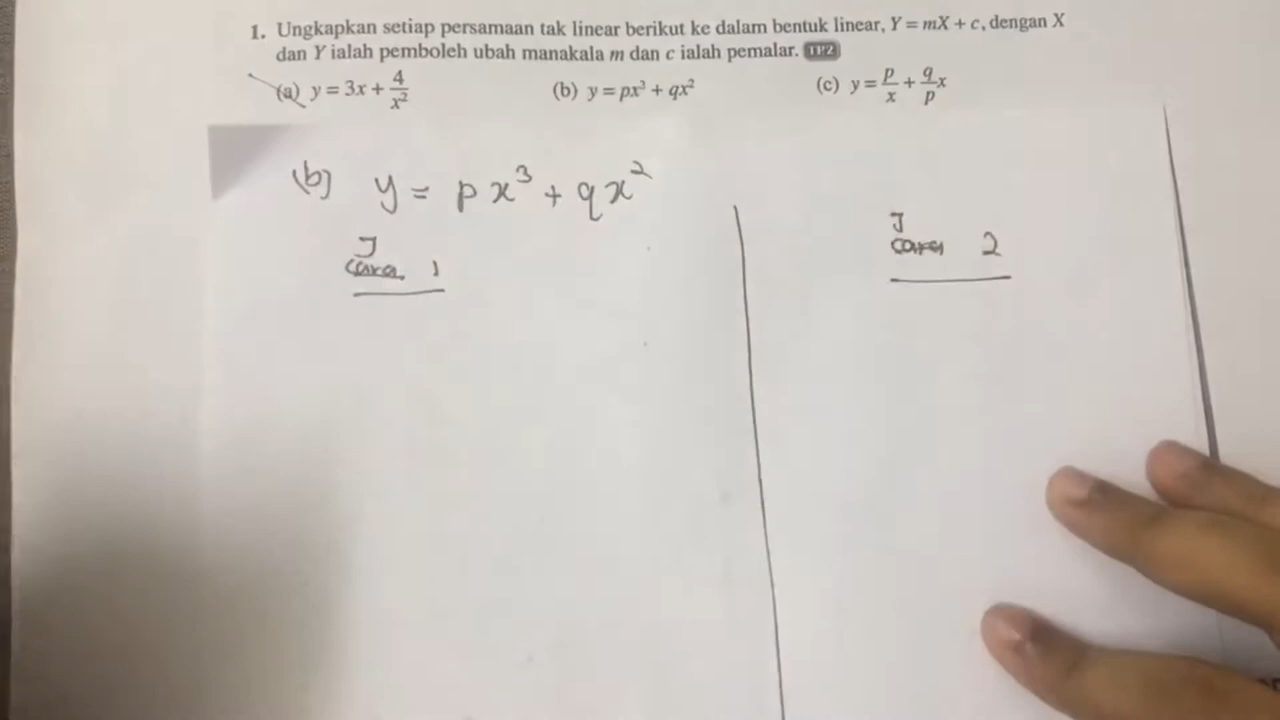 1. Ungkapkan setiap persamaan tak linear berikut ke dalam bentuk linear, Y = mX + c, dengan X
dan Y ialah pemboleh ubah manakala m dan c ialah pemalar. TP2
(a) y = 3x + 4/x² (b) y = px³ + qx² (c) y = p/x + q/p x
(b) y = px³ + qx²
Cara 1
Cara 2